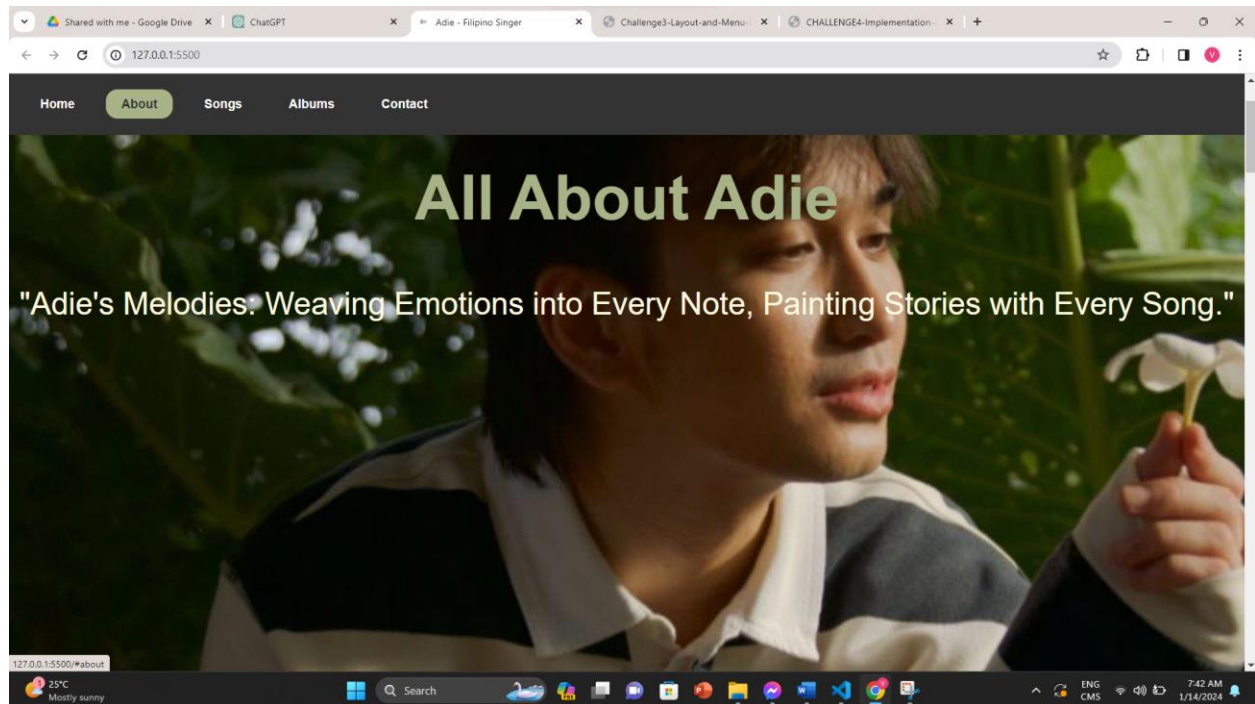 Shared with me - Google Drive
ChatGPT
Adie - Filipino Singer
Challenge3-Layout-and-Menu-
CHALLENGE4-Implementation-
127.0.0.1:5500
V
Home About Songs Albums Contact
All About Adie
"Adie's Melodies: Weaving Emotions into Every Note, Painting Stories with Every Song."
127.0.0.1:5500/#about
25°C
Mostly sunny
Search
ENG
CMS
7:42 AM
1/14/2024